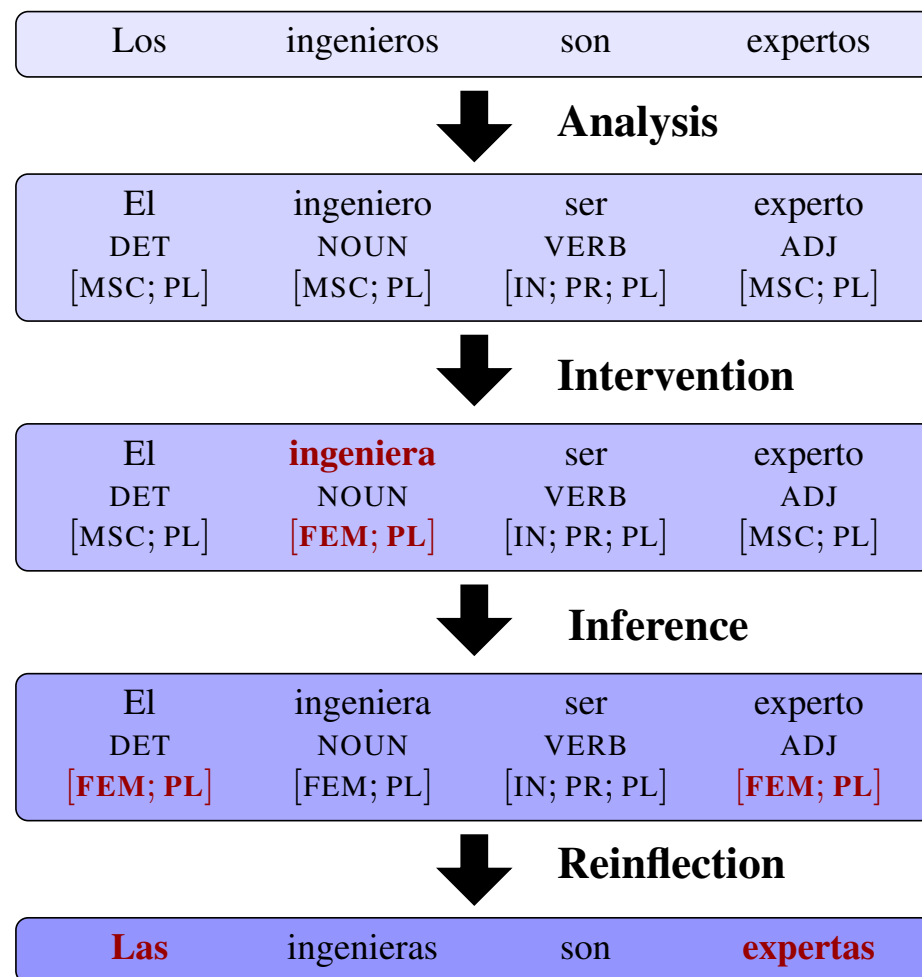 Los ingenieros son expertos
Analysis
El ingeniero ser experto
DET NOUN VERB ADJ
[MSC; PL] [MSC; PL] [IN; PR; PL] [MSC; PL]
Intervention
El ingeniera ser experto
DET NOUN VERB ADJ
[MSC; PL] [FEM; PL] [IN; PR; PL] [MSC; PL]
Inference
El ingeniera ser experto
DET NOUN VERB ADJ
[FEM; PL] [FEM; PL] [IN; PR; PL] [FEM; PL]
Reinflection
Las ingenieras son expertas